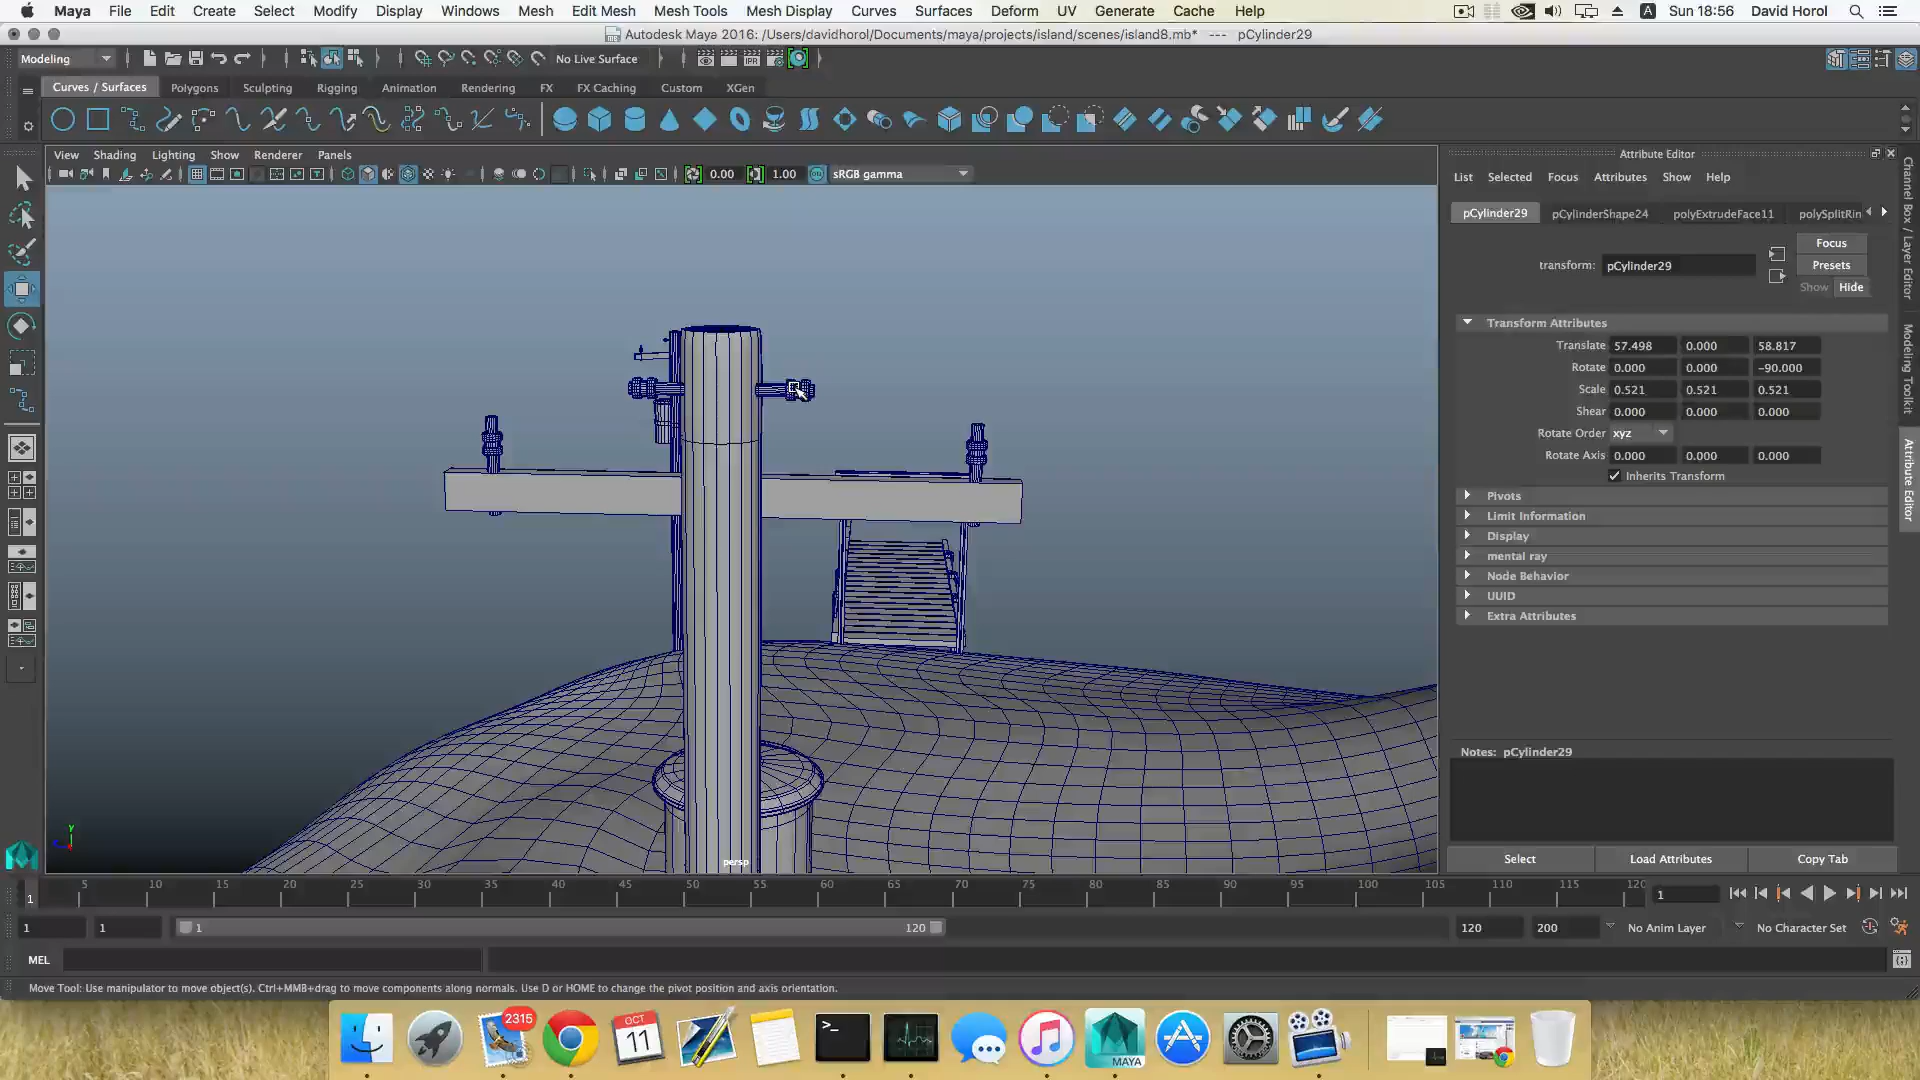 Maya File Edit Create Select Modify Display Windows Mesh Edit Mesh Mesh Tools Mesh Display Curves Surfaces Deform UV Generate Cache Help A Sun 18:56 David Horol
Autodesk Maya 2016: /Users/davidhorol/Documents/maya/projects/island/scenes/island8.mb* --- pCylinder29
Modeling No Live Surface IPR
Curves / Surfaces Polygons Sculpting Rigging Animation Rendering FX FX Caching Custom XGen
View Shading Lighting Show Renderer Panels
0.00 1.00 sRGB gamma
Attribute Editor
List Selected Focus Attributes Show Help
pCylinder29 pCylinderShape24 polyExtrudeFace11 polySplitRin
Focus
transform: pCylinder29 Presets
Show Hide
Transform Attributes
Translate 57.498 0.000 58.817
Rotate 0.000 0.000 -90.000
Scale 0.521 0.521 0.521
Shear 0.000 0.000 0.000
Rotate Order xyz
Rotate Axis 0.000 0.000 0.000
Inherits Transform
Pivots
Limit Information
Display
mental ray
Node Behavior
UUID
Extra Attributes
Notes: pCylinder29
Select Load Attributes Copy Tab
Channel Box / Layer Editor
Modeling Toolkit
Attribute Editor
y
persp
1 5 10 15 20 25 30 35 40 45 50 55 60 65 70 75 80 85 90 95 100 105 110 115 120 1
1 1 1 120 120 200 No Anim Layer No Character Set
MEL
Move Tool: Use manipulator to move object(s). Ctrl+MMB+drag to move components along normals. Use D or HOME to change the pivot position and axis orientation.
2315
OCT
11
MAYA